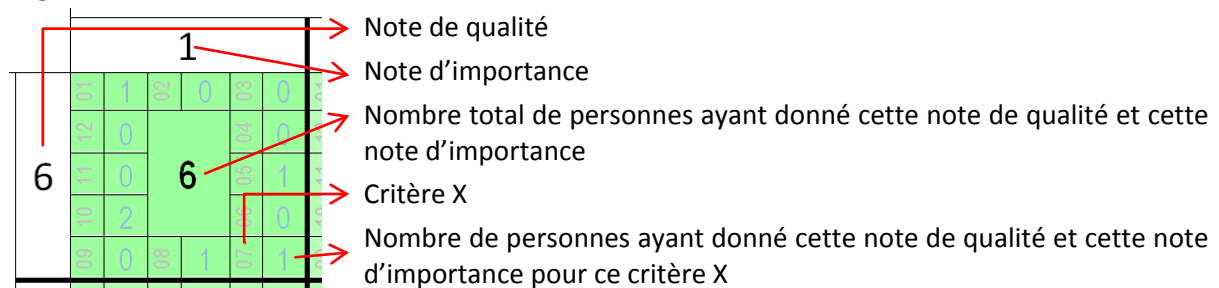 Note de qualité
1
Note d'importance
01 1 02 0 03 0
Nombre total de personnes ayant donné cette note de qualité et cette
note d'importance
12 0 04 0
6 11 0 6 05 1
Critère X
10 2 06 0
Nombre de personnes ayant donné cette note de qualité et cette note
09 0 08 1 07 1
d'importance pour ce critère X